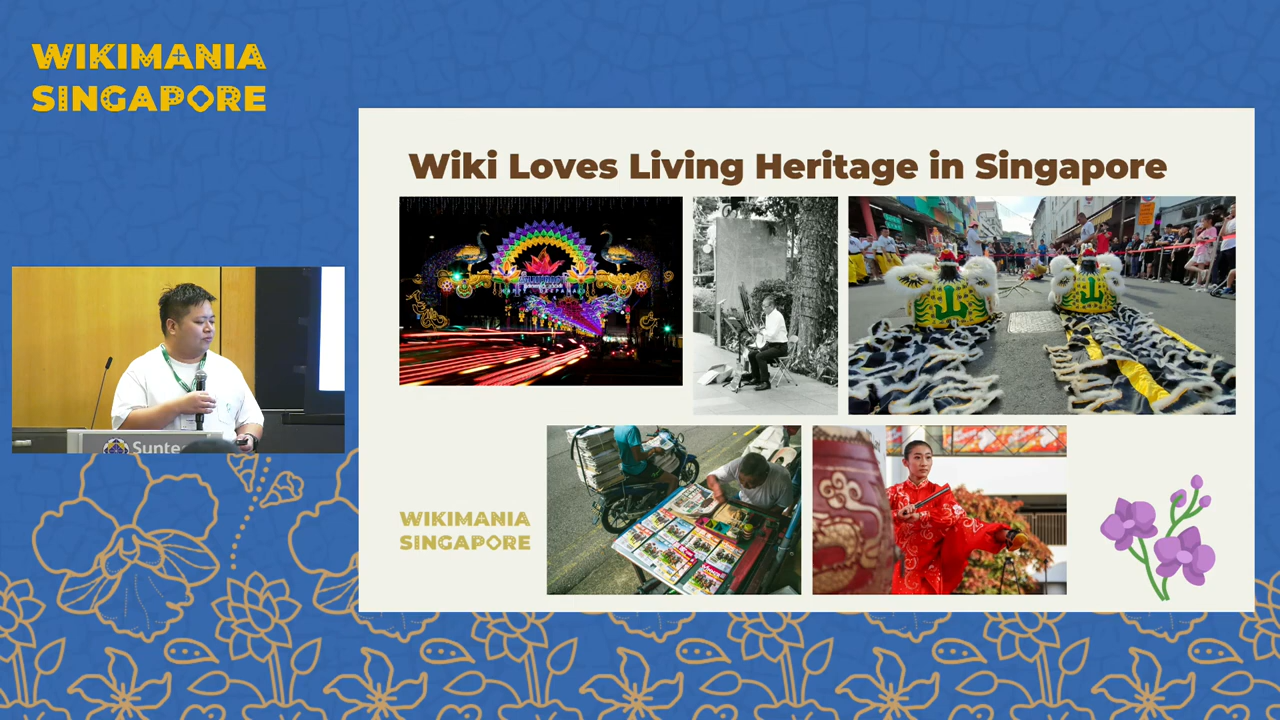 WIKIMANIA
SINGAPORE
Wiki Loves Living Heritage in Singapore
Sunte
WIKIMANIA
SINGAPORE